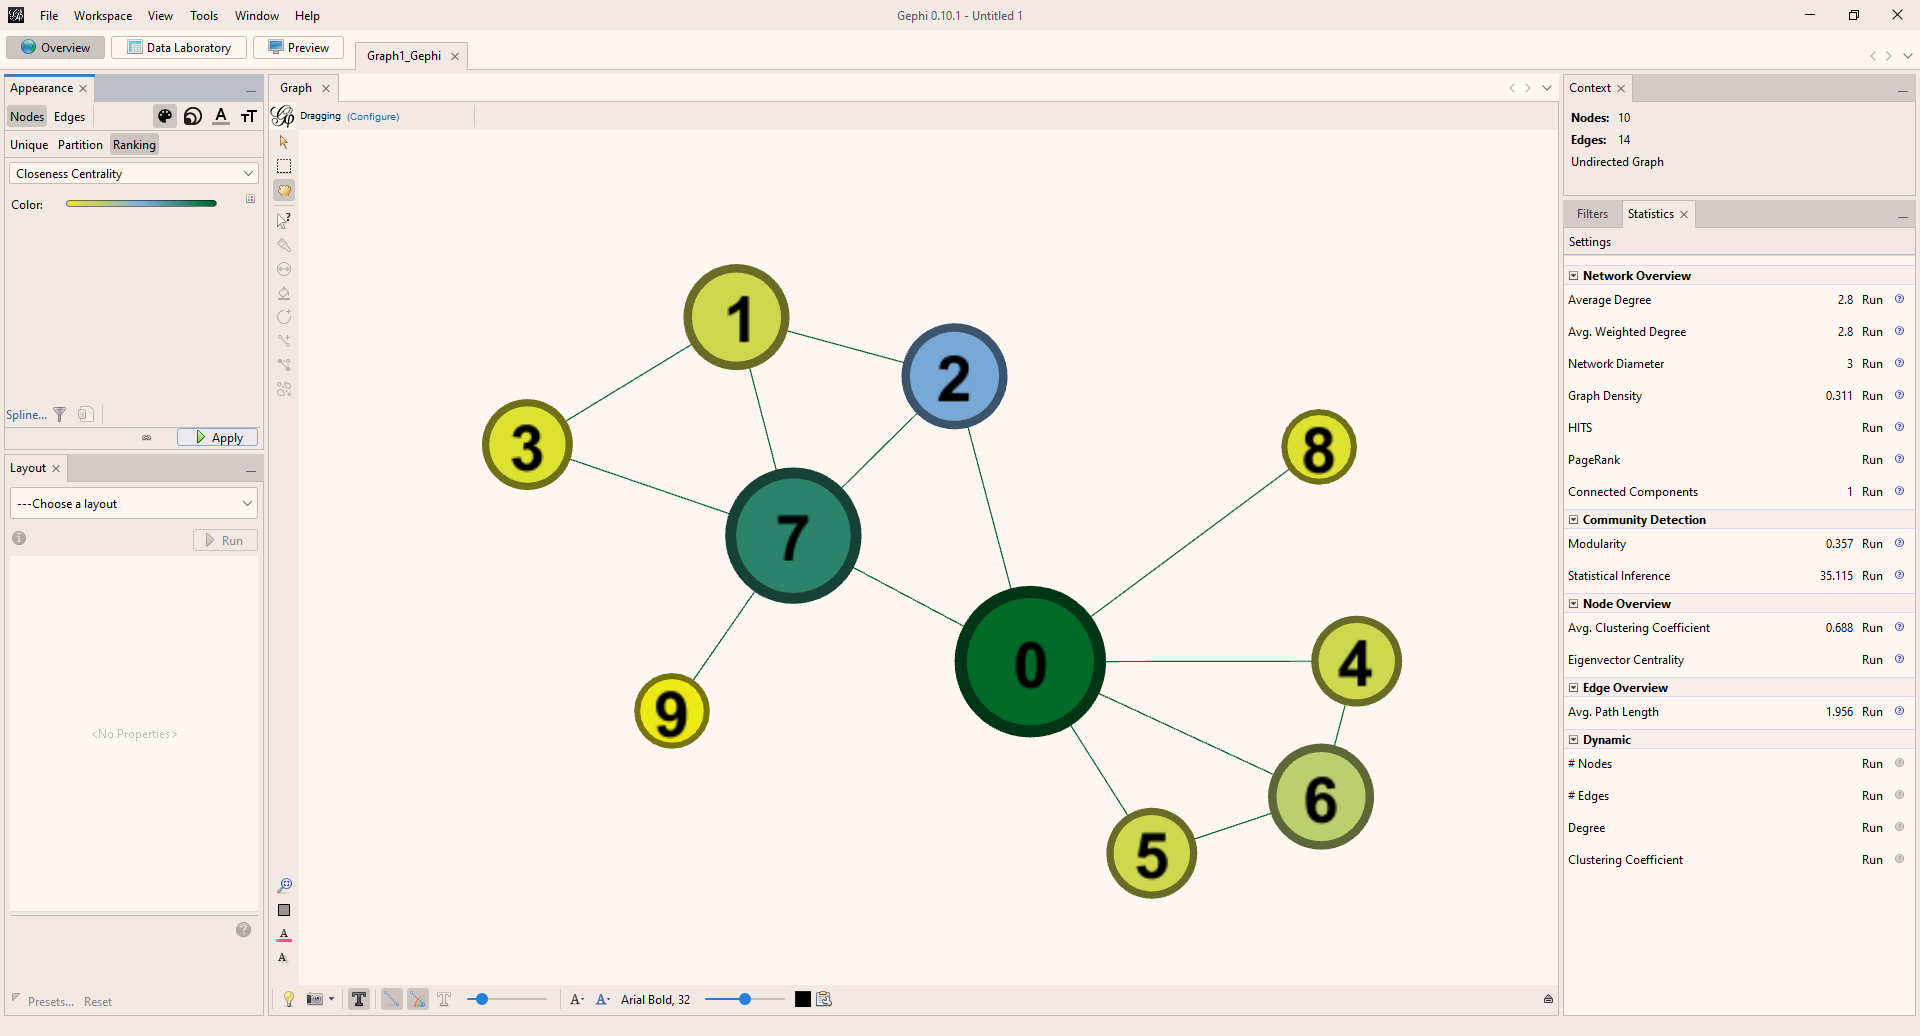 File Workspace View Tools Window Help
Gephi 0.10.1 - Untitled 1
Overview Data Laboratory Preview
Graph1_Gephi
Appearance
Nodes Edges
Unique Partition Ranking
Closeness Centrality
Color:
Spline...
Apply
Layout
---Choose a layout
Run
<No Properties>
Presets... Reset
Graph
Dragging (Configure)
1
2
3
8
7
0
4
9
6
5
Arial Bold, 32
Context
Nodes: 10
Edges: 14
Undirected Graph
Filters Statistics
Settings
Network Overview
Average Degree 2.8 Run
Avg. Weighted Degree 2.8 Run
Network Diameter 3 Run
Graph Density 0.311 Run
HITS Run
PageRank Run
Connected Components 1 Run
Community Detection
Modularity 0.357 Run
Statistical Inference 35.115 Run
Node Overview
Avg. Clustering Coefficient 0.688 Run
Eigenvector Centrality Run
Edge Overview
Avg. Path Length 1.956 Run
Dynamic
# Nodes Run
# Edges Run
Degree Run
Clustering Coefficient Run